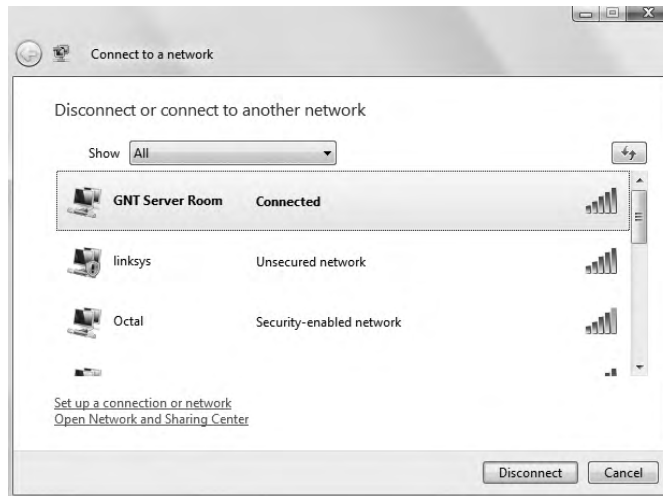 Connect to a network
Disconnect or connect to another network
Show All
GNT Server Room Connected
linksys Unsecured network
Octal Security-enabled network
Set up a connection or network
Open Network and Sharing Center
Disconnect Cancel